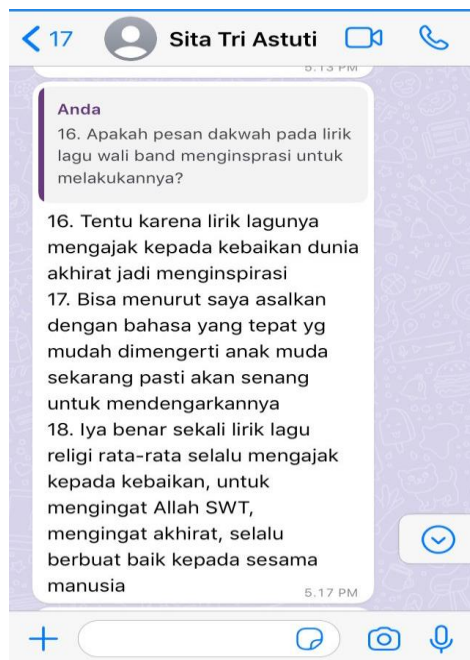 17 Sita Tri Astuti
5.13 PM
Anda
16. Apakah pesan dakwah pada lirik
lagu wali band menginsprasi untuk
melakukannya?
16. Tentu karena lirik lagunya
mengajak kepada kebaikan dunia
akhirat jadi menginspirasi
17. Bisa menurut saya asalkan
dengan bahasa yang tepat yg
mudah dimengerti anak muda
sekarang pasti akan senang
untuk mendengarkannya
18. Iya benar sekali lirik lagu
religi rata-rata selalu mengajak
kepada kebaikan, untuk
mengingat Allah SWT,
mengingat akhirat, selalu
berbuat baik kepada sesama
manusia
5.17 PM